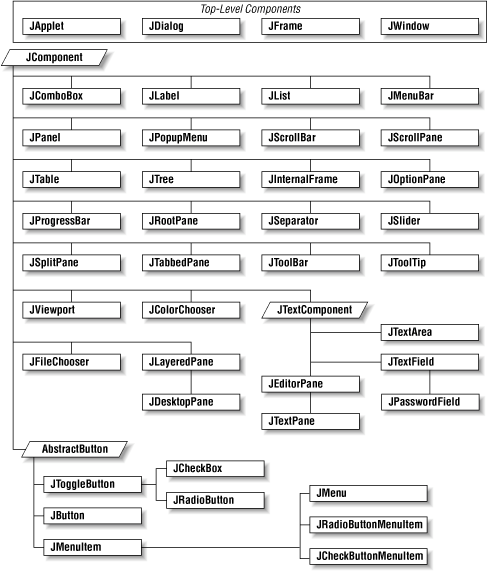 Top-Level Components
JApplet JDialog JFrame JWindow
JComponent
JComboBox JLabel JList JMenuBar
JPanel JPopupMenu JScrollBar JScrollPane
JTable JTree JInternalFrame JOptionPane
JProgressBar JRootPane JSeparator JSlider
JSplitPane JTabbedPane JToolBar JToolTip
JViewport JColorChooser JTextComponent
JTextArea
JFileChooser JLayeredPane JTextField
JEditorPane
JDesktopPane JPasswordField
JTextPane
AbstractButton
JCheckBox
JToggleButton
JMenu
JRadioButton
JButton
JRadioButtonMenuItem
JMenuItem
JCheckButtonMenuItem